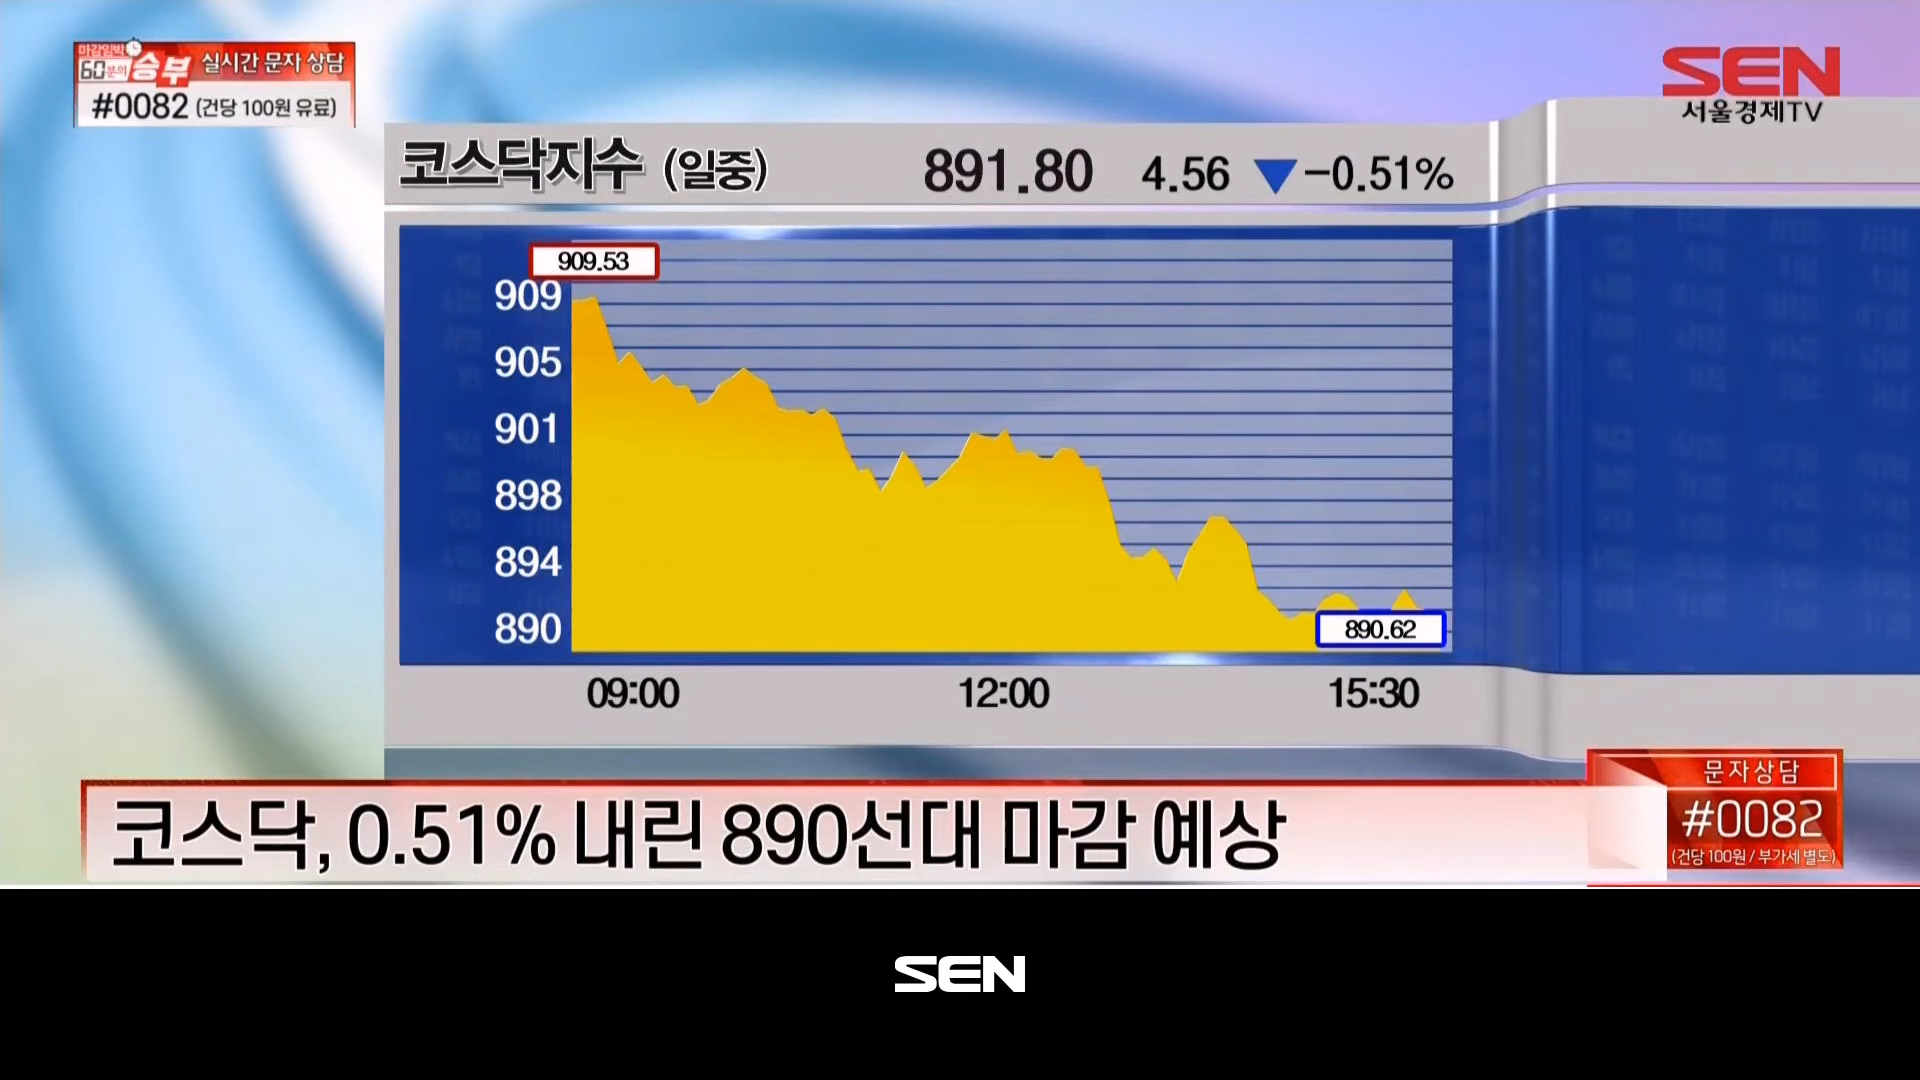 마감임박
60분의 승부 실시간 문자 상담
#0082 (건당 100원 유료)
SEN
서울경제TV
코스닥지수 (일중) 891.80 4.56 ▼ -0.51%
909.53
909
905
901
898
894
890
890.62
09:00 12:00 15:30
코스닥, 0.51% 내린 890선대 마감 예상
문자상담
#0082
(건당 100원 / 부가세 별도)
SEN